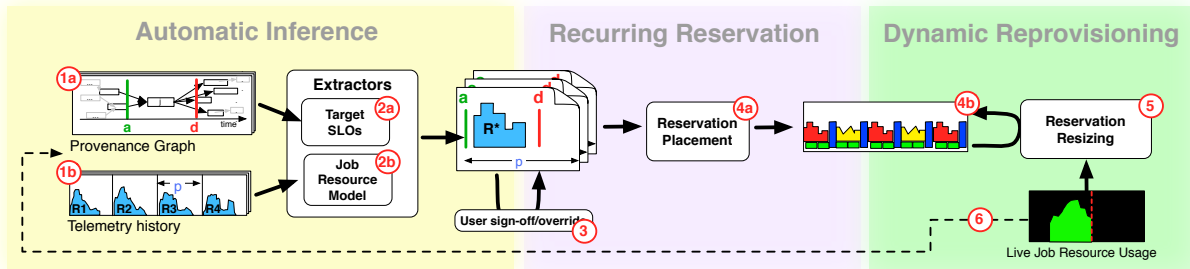 Automatic Inference
Recurring Reservation
Dynamic Reprovisioning
1a
a
d
time
Provenance Graph
1b
p
R1
R2
R3
R4
Telemetry history
Extractors
Target
SLOs
2a
Job
Resource
Model
2b
a
d
a
d
R*
p
User sign-off/override
3
Reservation
Placement
4a
4b
Reservation
Resizing
5
6
Live Job Resource Usage